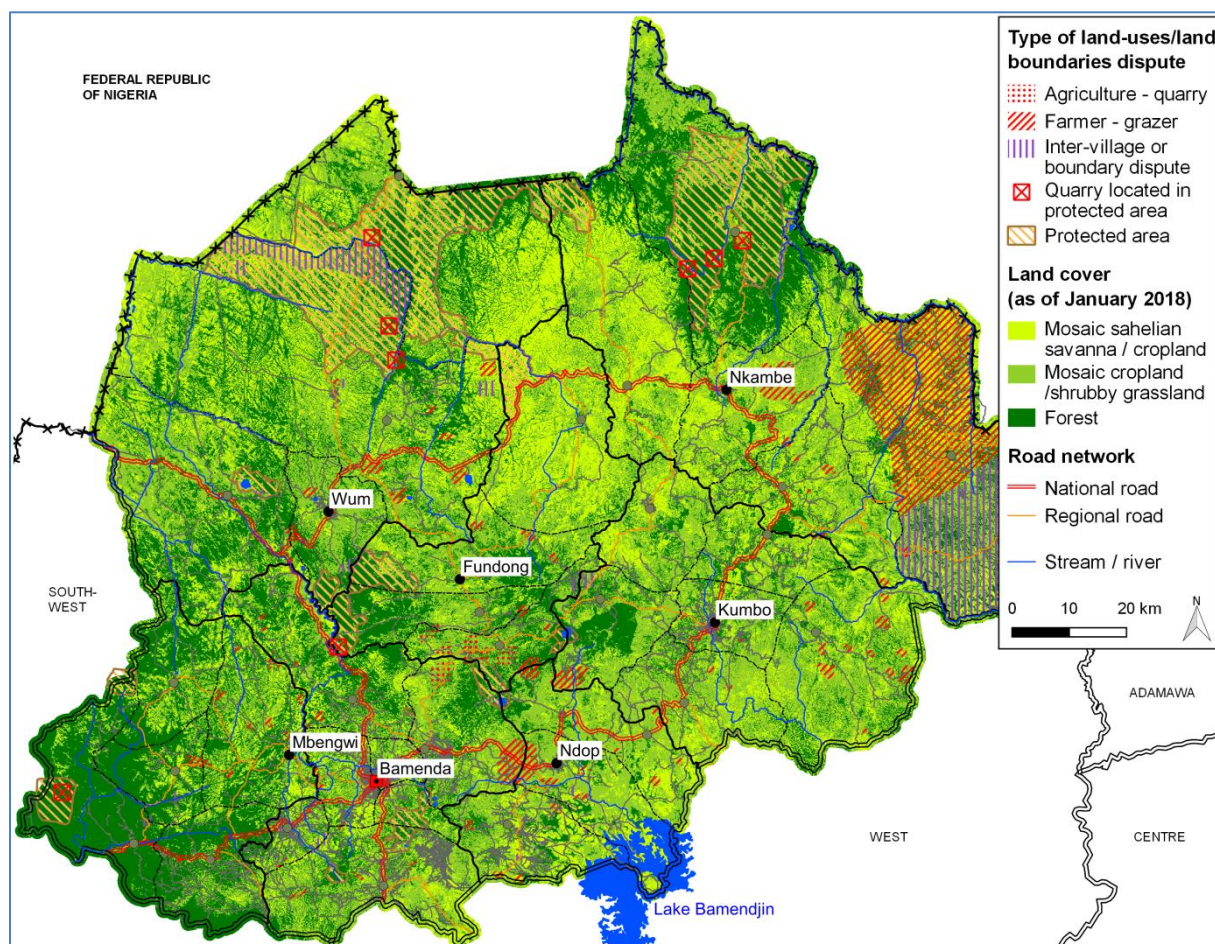 FEDERAL REPUBLIC
OF NIGERIA
Type of land-uses/land
boundaries dispute
Agriculture - quarry
Farmer - grazer
Inter-village or
boundary dispute
Quarry located in
protected area
Protected area
Land cover
(as of January 2018)
Mosaic sahelian
savanna / cropland
Mosaic cropland
/shrubby grassland
Forest
Road network
National road
Regional road
Stream / river
0 10 20 km
N
Nkambe
Wum
Fundong
SOUTH-
WEST
Kumbo
Mbengwi
Bamenda
Ndop
ADAMAWA
WEST
CENTRE
Lake Bamendjin